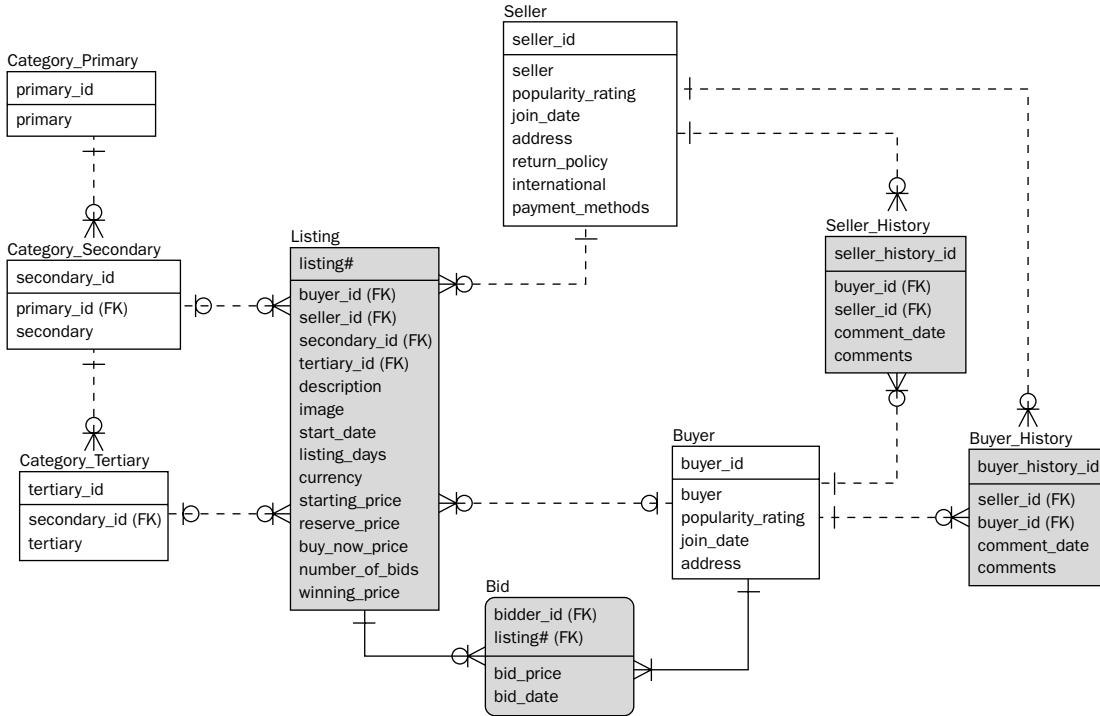 Seller
seller_id
seller
popularity_rating
join_date
address
return_policy
international
payment_methods
Category_Primary
primary_id
primary
Category_Secondary
secondary_id
primary_id (FK)
secondary
Category_Tertiary
tertiary_id
secondary_id (FK)
tertiary
Listing
listing#
buyer_id (FK)
seller_id (FK)
secondary_id (FK)
tertiary_id (FK)
description
image
start_date
listing_days
currency
starting_price
reserve_price
buy_now_price
number_of_bids
winning_price
Seller_History
seller_history_id
buyer_id (FK)
seller_id (FK)
comment_date
comments
Buyer
buyer_id
buyer
popularity_rating
join_date
address
Buyer_History
buyer_history_id
seller_id (FK)
buyer_id (FK)
comment_date
comments
Bid
bidder_id (FK)
listing# (FK)
bid_price
bid_date